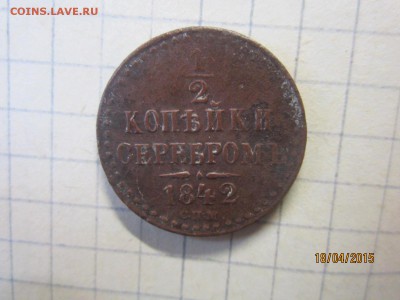 COINS.LAVE.RU
1/2
КОПѢЙКИ
СЕРЕБРОМЪ
1842
С.П.М.
18/04/2015